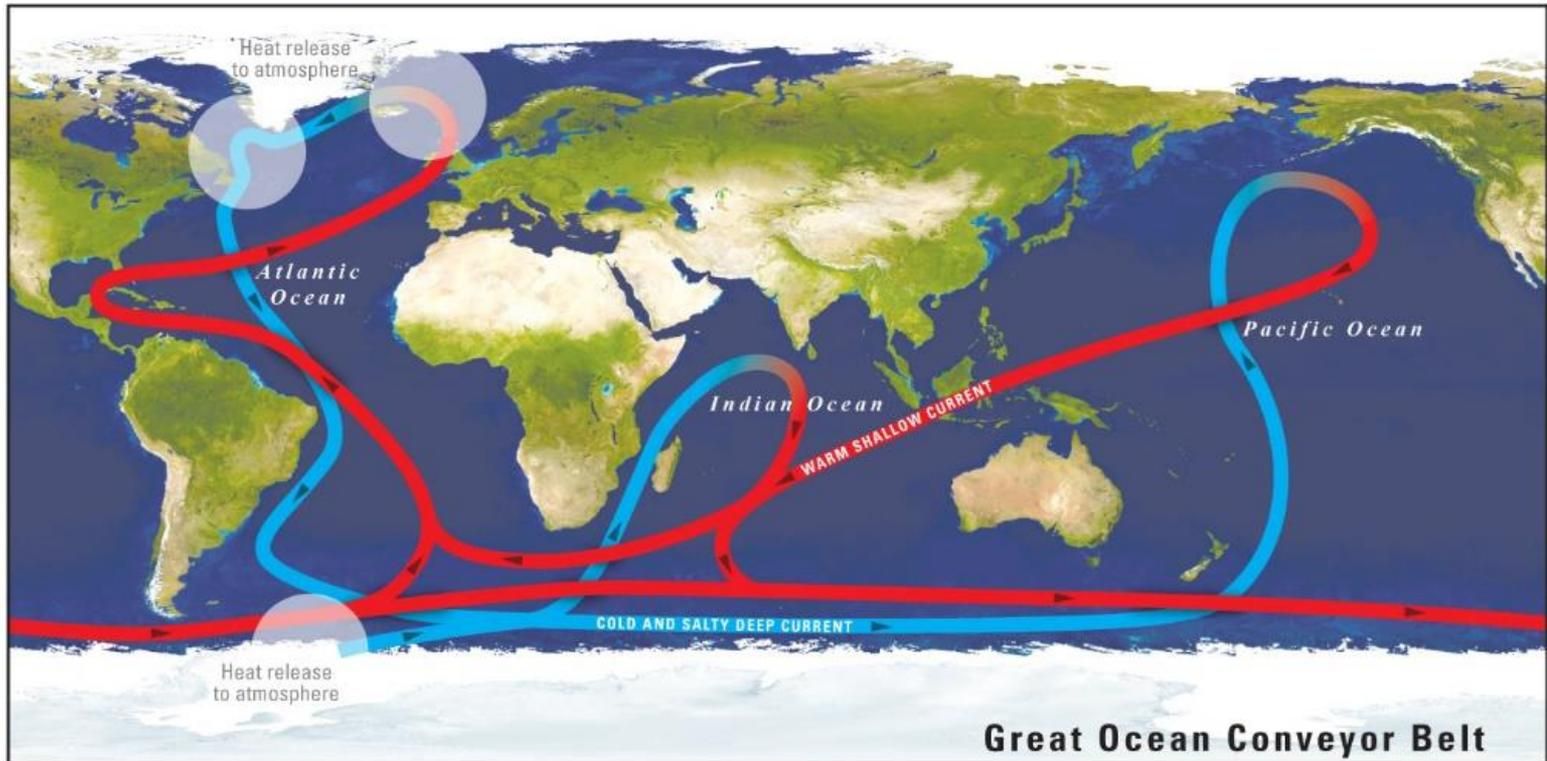 Heat release
to atmosphere
Atlantic
Ocean
Pacific Ocean
Indian Ocean
WARM SHALLOW CURRENT
COLD AND SALTY DEEP CURRENT
Heat release
to atmosphere
Great Ocean Conveyor Belt